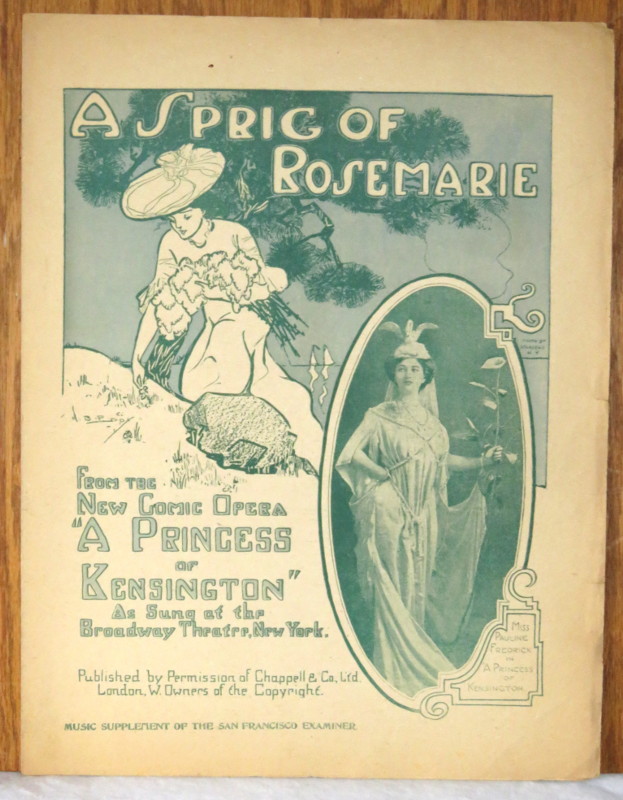 A SPRIG OF
ROSEMARIE
FROM THE
NEW COMIC OPERA
"A PRINCESS
OF
KENSINGTON"
As Sung at the
Broadway Theatre, New York.
Published by Permission of Chappell & Co., Ltd.
London, W. Owners of the Copyright.
MISS
PAULINE
FREDRICK
IN
"A PRINCESS
OF
KENSINGTON
MUSIC SUPPLEMENT OF THE SAN FRANCISCO EXAMINER